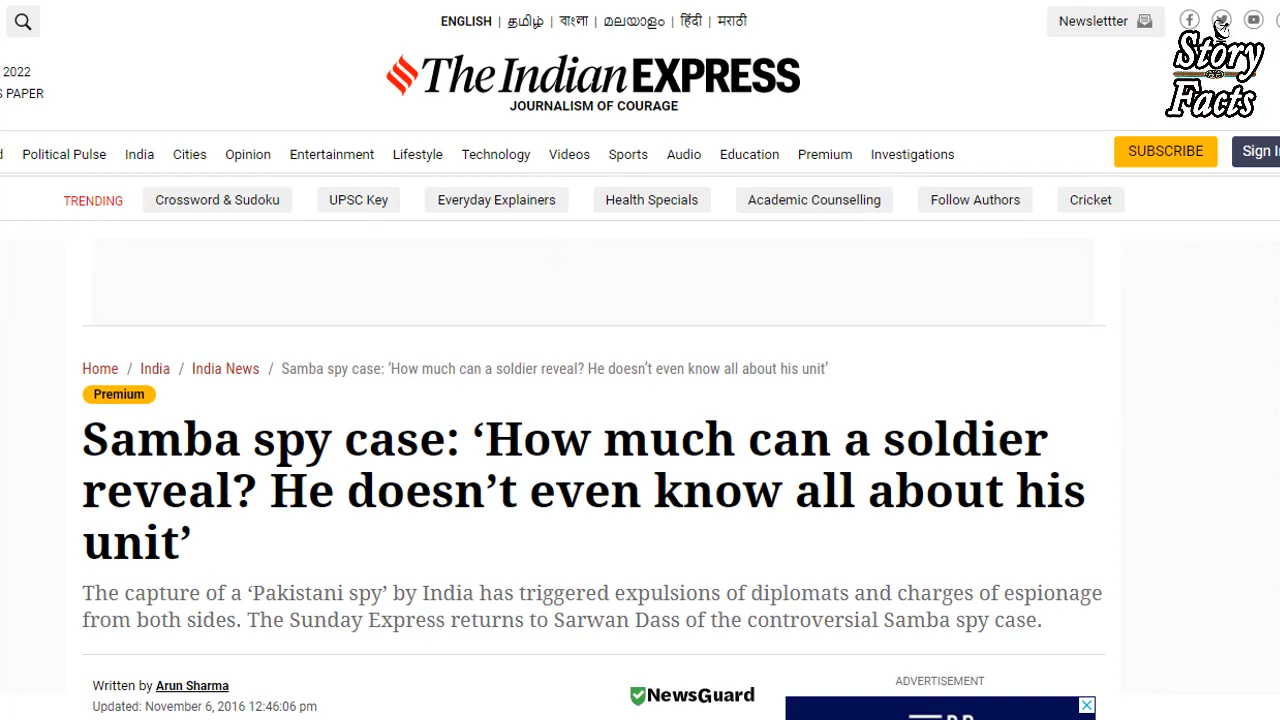 ENGLISH | தமிழ் | বাংলা | മലയാളം | हिंदी | मराठी
Newslettter
Story
Facts
2022
S PAPER
The Indian EXPRESS
JOURNALISM OF COURAGE
d Political Pulse India Cities Opinion Entertainment Lifestyle Technology Videos Sports Audio Education Premium Investigations
SUBSCRIBE
Sign In
TRENDING Crossword & Sudoku UPSC Key Everyday Explainers Health Specials Academic Counselling Follow Authors Cricket
Home / India / India News / Samba spy case: ‘How much can a soldier reveal? He doesn’t even know all about his unit’
Premium
Samba spy case: ‘How much can a soldier
reveal? He doesn’t even know all about his
unit’
The capture of a ‘Pakistani spy’ by India has triggered expulsions of diplomats and charges of espionage
from both sides. The Sunday Express returns to Sarwan Dass of the controversial Samba spy case.
Written by Arun Sharma
Updated: November 6, 2016 12:46:06 pm
NewsGuard
ADVERTISEMENT